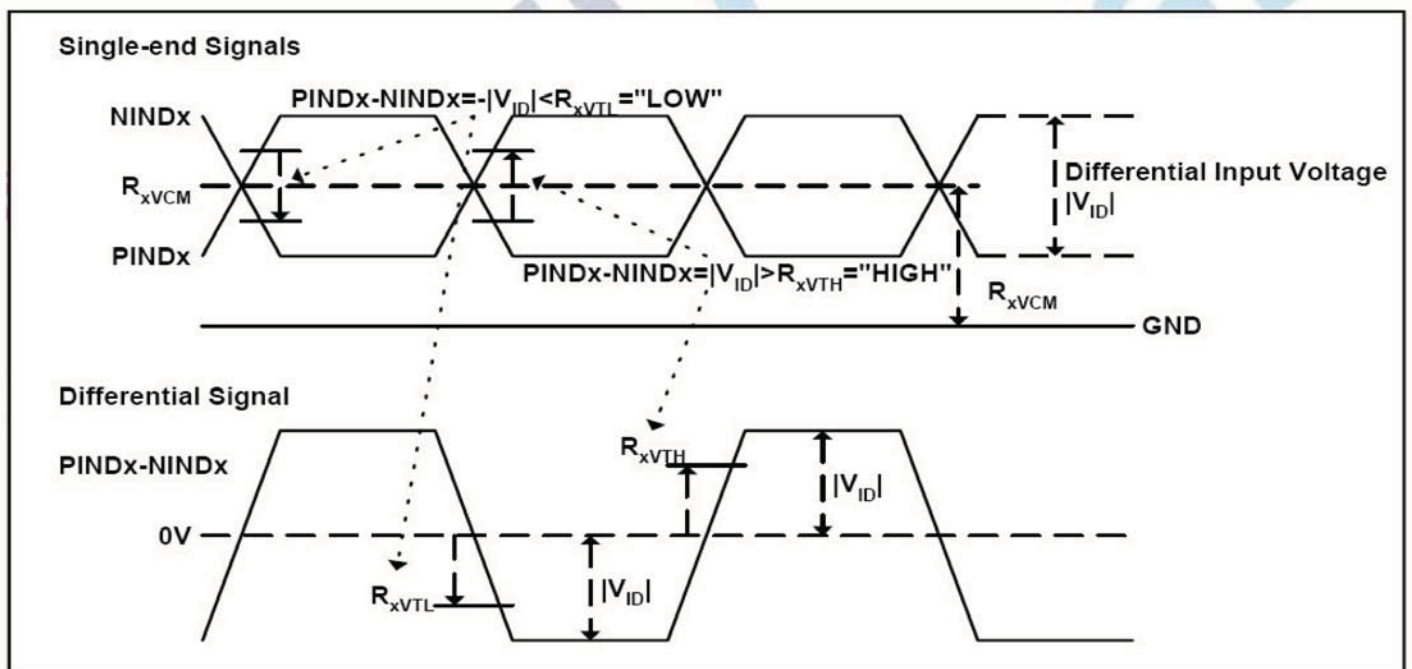 Single-end Signals
PINDx-NINDx=-|VID|<RxVTL="LOW"
NINDx
RxVCM
Differential Input Voltage
|VID|
PINDx
PINDx-NINDx=|VID|>RxVTH="HIGH"
RxVCM
GND
Differential Signal
RxVTH
PINDx-NINDx
|VID|
0V
RxVTL
|VID|